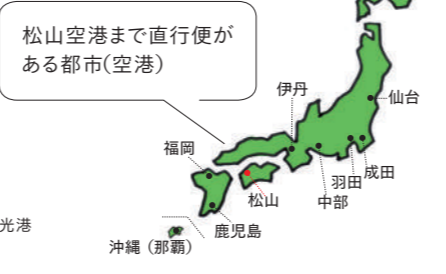 松山空港まで直行便が
ある都市(空港)
伊丹
仙台
福岡
成田
羽田
松山
中部
光港
鹿児島
沖縄（那覇）